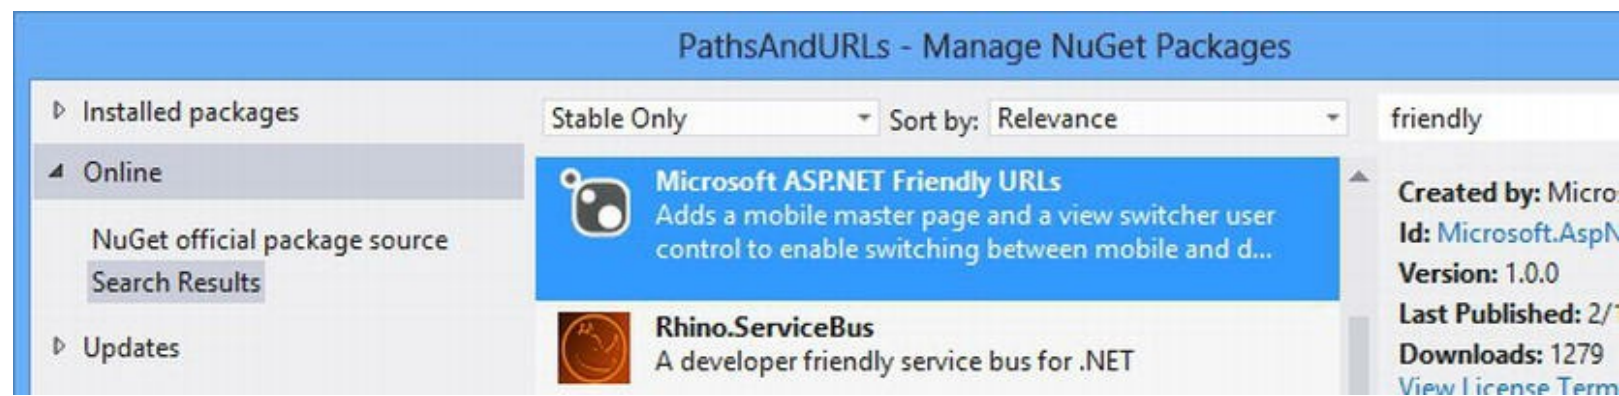 PathsAndURLs - Manage NuGet Packages
Installed packages
Online
NuGet official package source
Search Results
Updates
Stable Only
Sort by: Relevance
friendly
Microsoft ASP.NET Friendly URLs
Adds a mobile master page and a view switcher user
control to enable switching between mobile and d...
Rhino.ServiceBus
A developer friendly service bus for .NET
Created by:
Id:
Version: 1.0.0
Last Published:
Downloads: 1279
View License